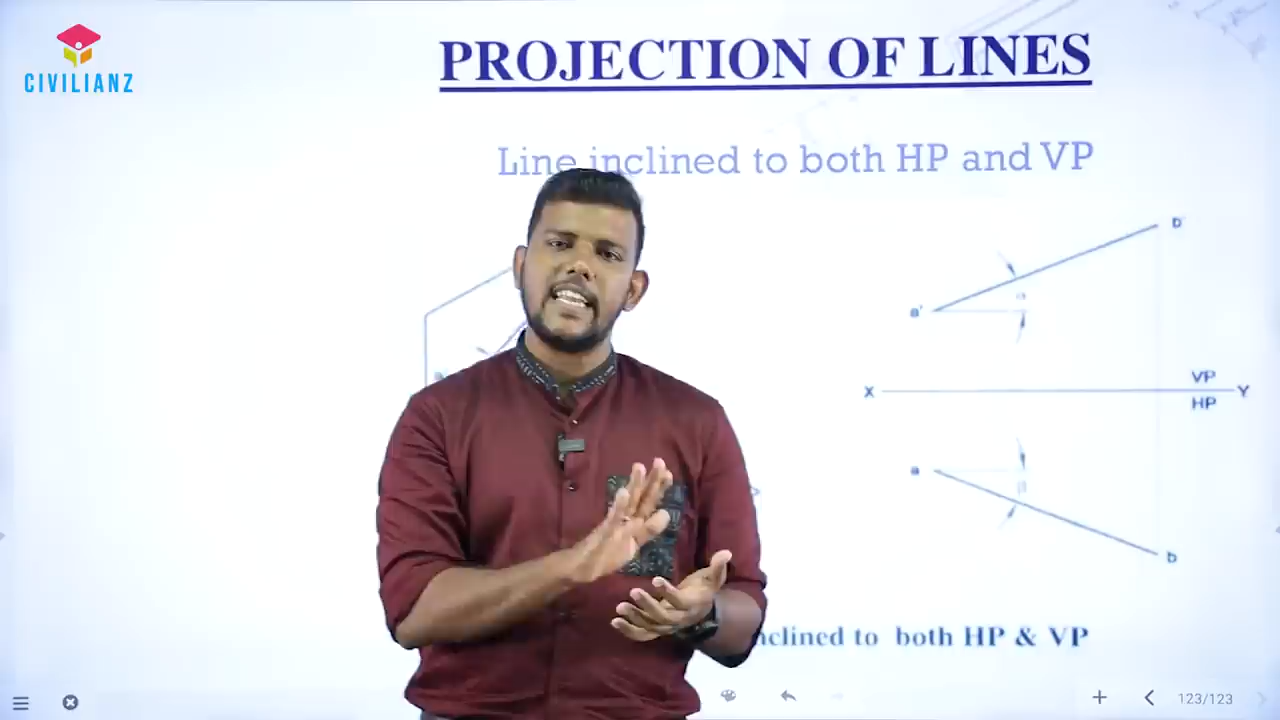 CIVILIANZ
PROJECTION OF LINES
Line inclined to both HP and VP
b'
a'
α
VP
X
Y
HP
a
β
b
both HP & VP
to
123/123